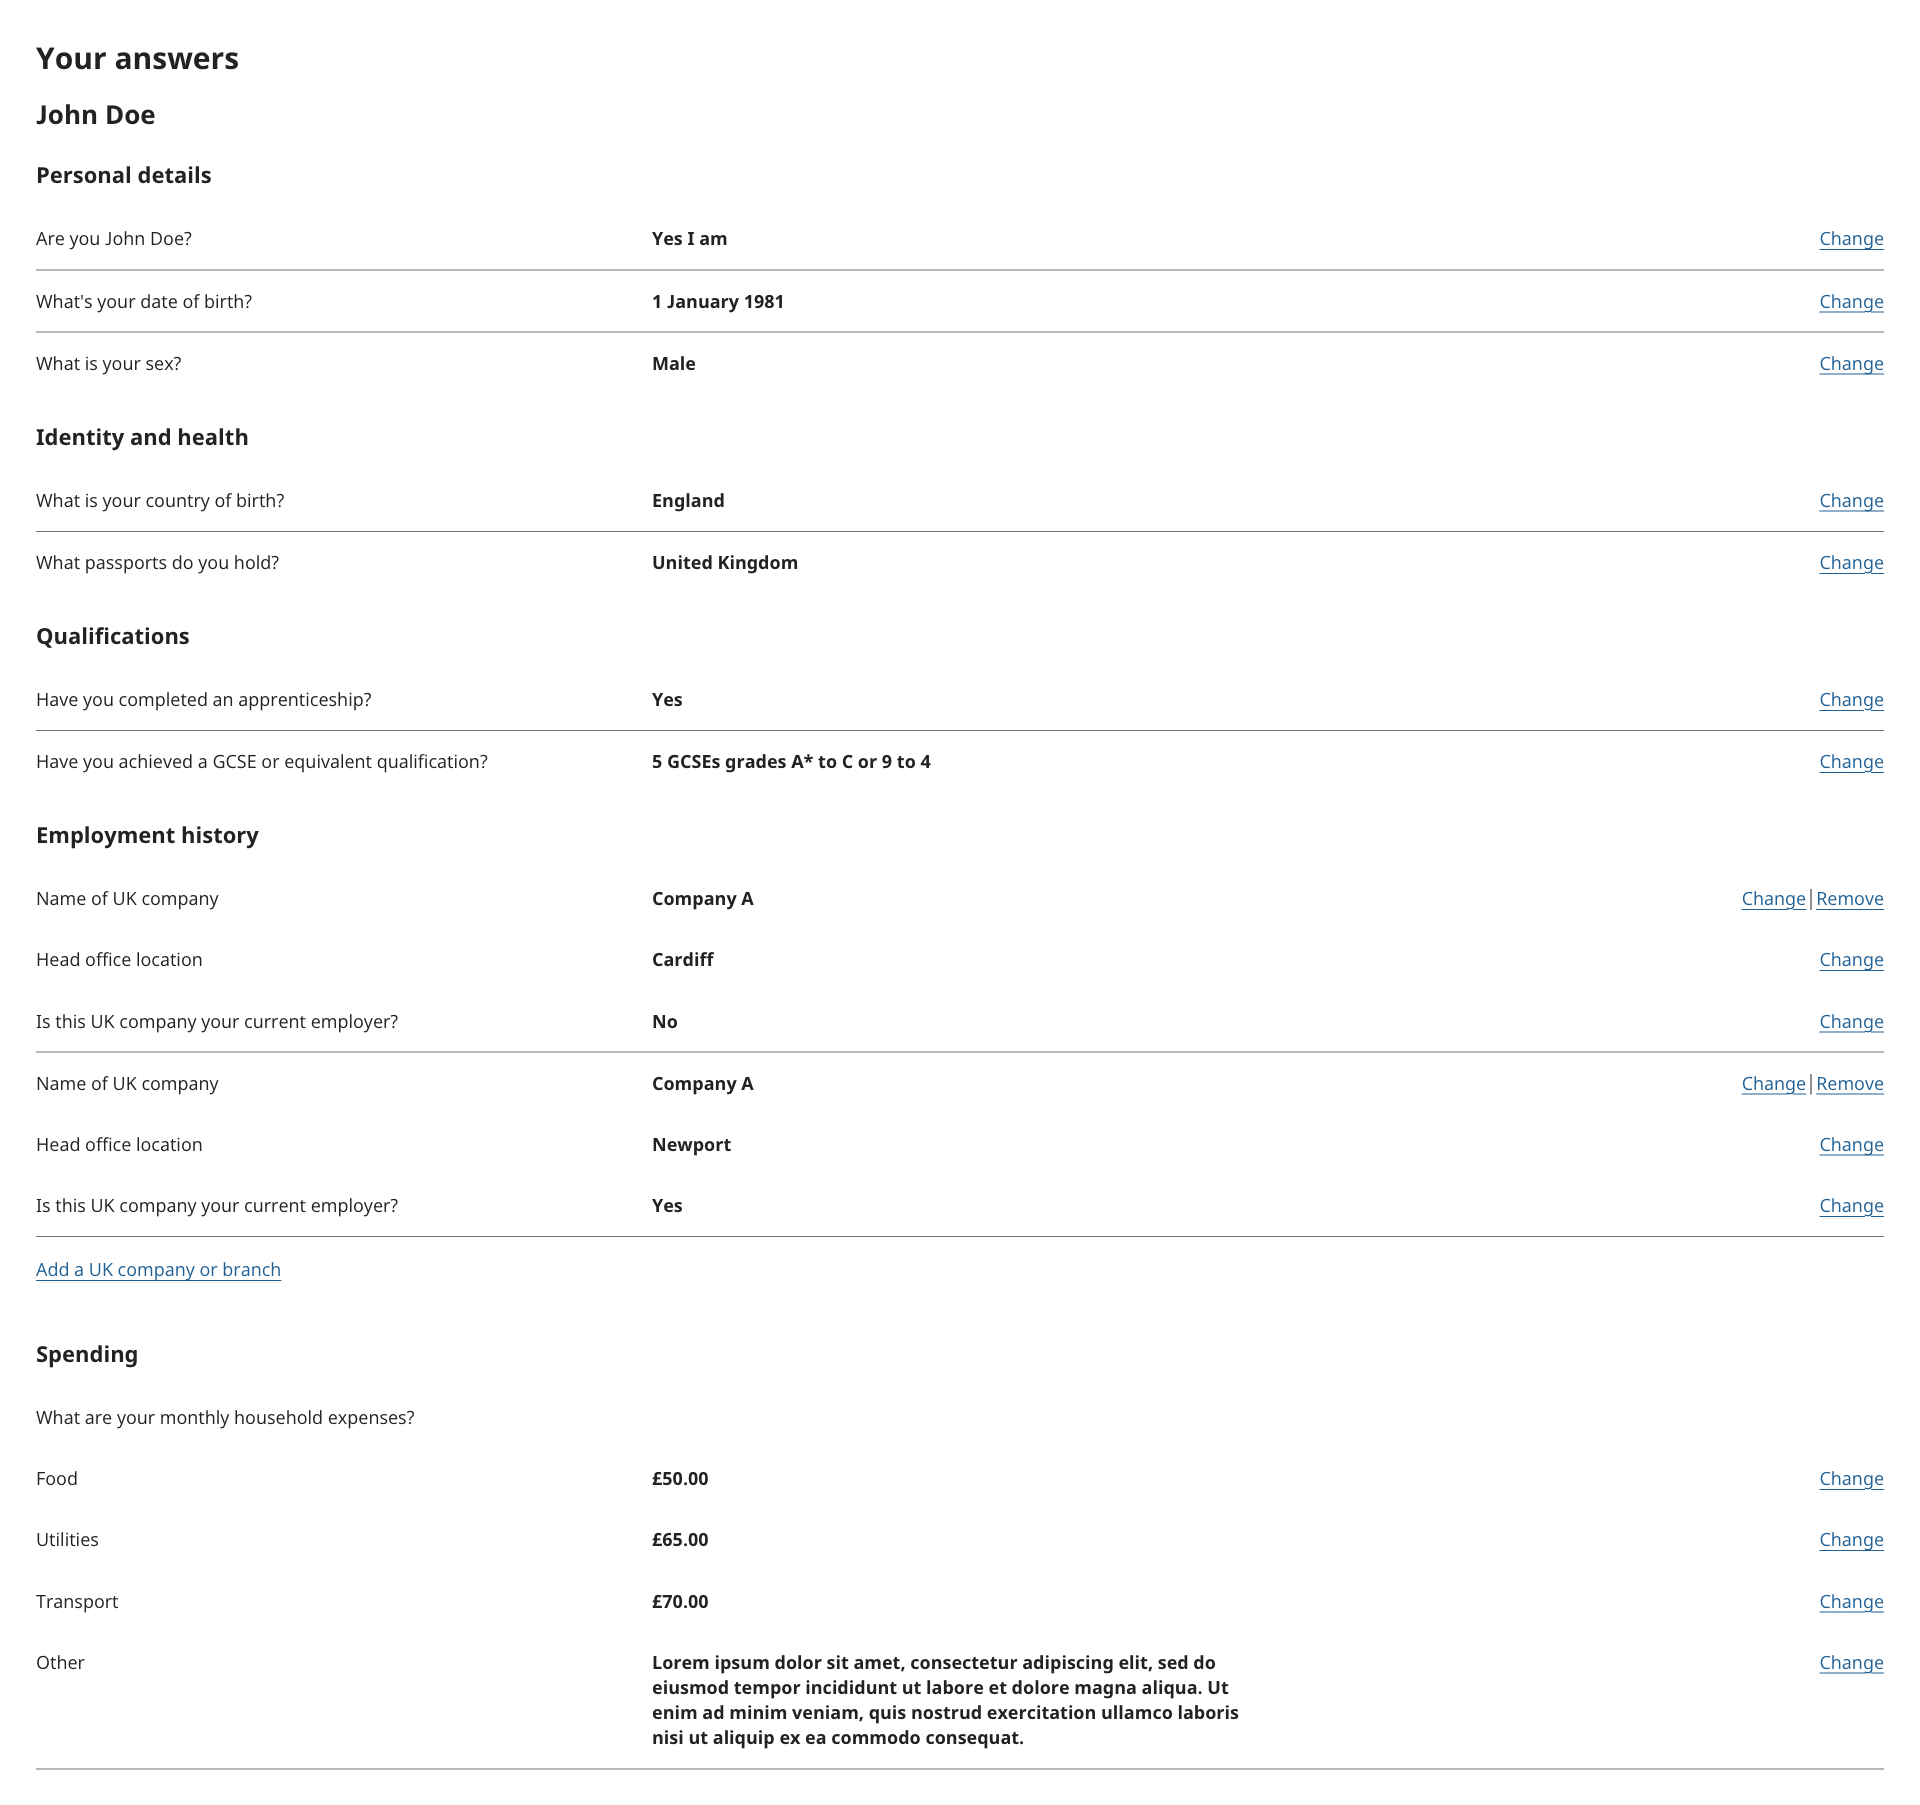 Your answers
John Doe
Personal details
Are you John Doe? Yes I am Change
What's your date of birth? 1 January 1981 Change
What is your sex? Male Change
Identity and health
What is your country of birth? England Change
What passports do you hold? United Kingdom Change
Qualifications
Have you completed an apprenticeship? Yes Change
Have you achieved a GCSE or equivalent qualification? 5 GCSEs grades A* to C or 9 to 4 Change
Employment history
Name of UK company Company A Change|Remove
Head office location Cardiff Change
Is this UK company your current employer? No Change
Name of UK company Company A Change|Remove
Head office location Newport Change
Is this UK company your current employer? Yes Change
Add a UK company or branch
Spending
What are your monthly household expenses?
Food £50.00 Change
Utilities £65.00 Change
Transport £70.00 Change
Other Lorem ipsum dolor sit amet, consectetur adipiscing elit, sed do Change
eiusmod tempor incididunt ut labore et dolore magna aliqua. Ut
enim ad minim veniam, quis nostrud exercitation ullamco laboris
nisi ut aliquip ex ea commodo consequat.